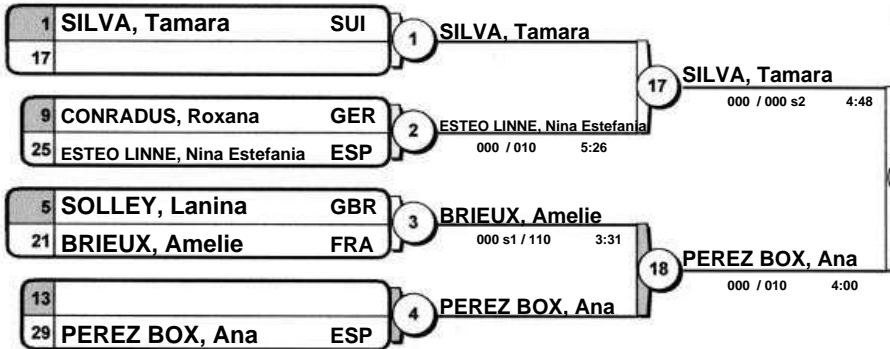 1 SILVA, Tamara SUI
17
1
SILVA, Tamara
9 CONRADUS, Roxana GER
25 ESTEO LINNE, Nina Estefania ESP
2
ESTEO LINNE, Nina Estefania
000 / 010 5:26
17
SILVA, Tamara
000 / 000 s2 4:48
5 SOLLEY, Lanina GBR
21 BRIEUX, Amelie FRA
3
BRIEUX, Amelie
000 s1 / 110 3:31
13
29 PEREZ BOX, Ana ESP
4
PEREZ BOX, Ana
18
PEREZ BOX, Ana
000 / 010 4:00